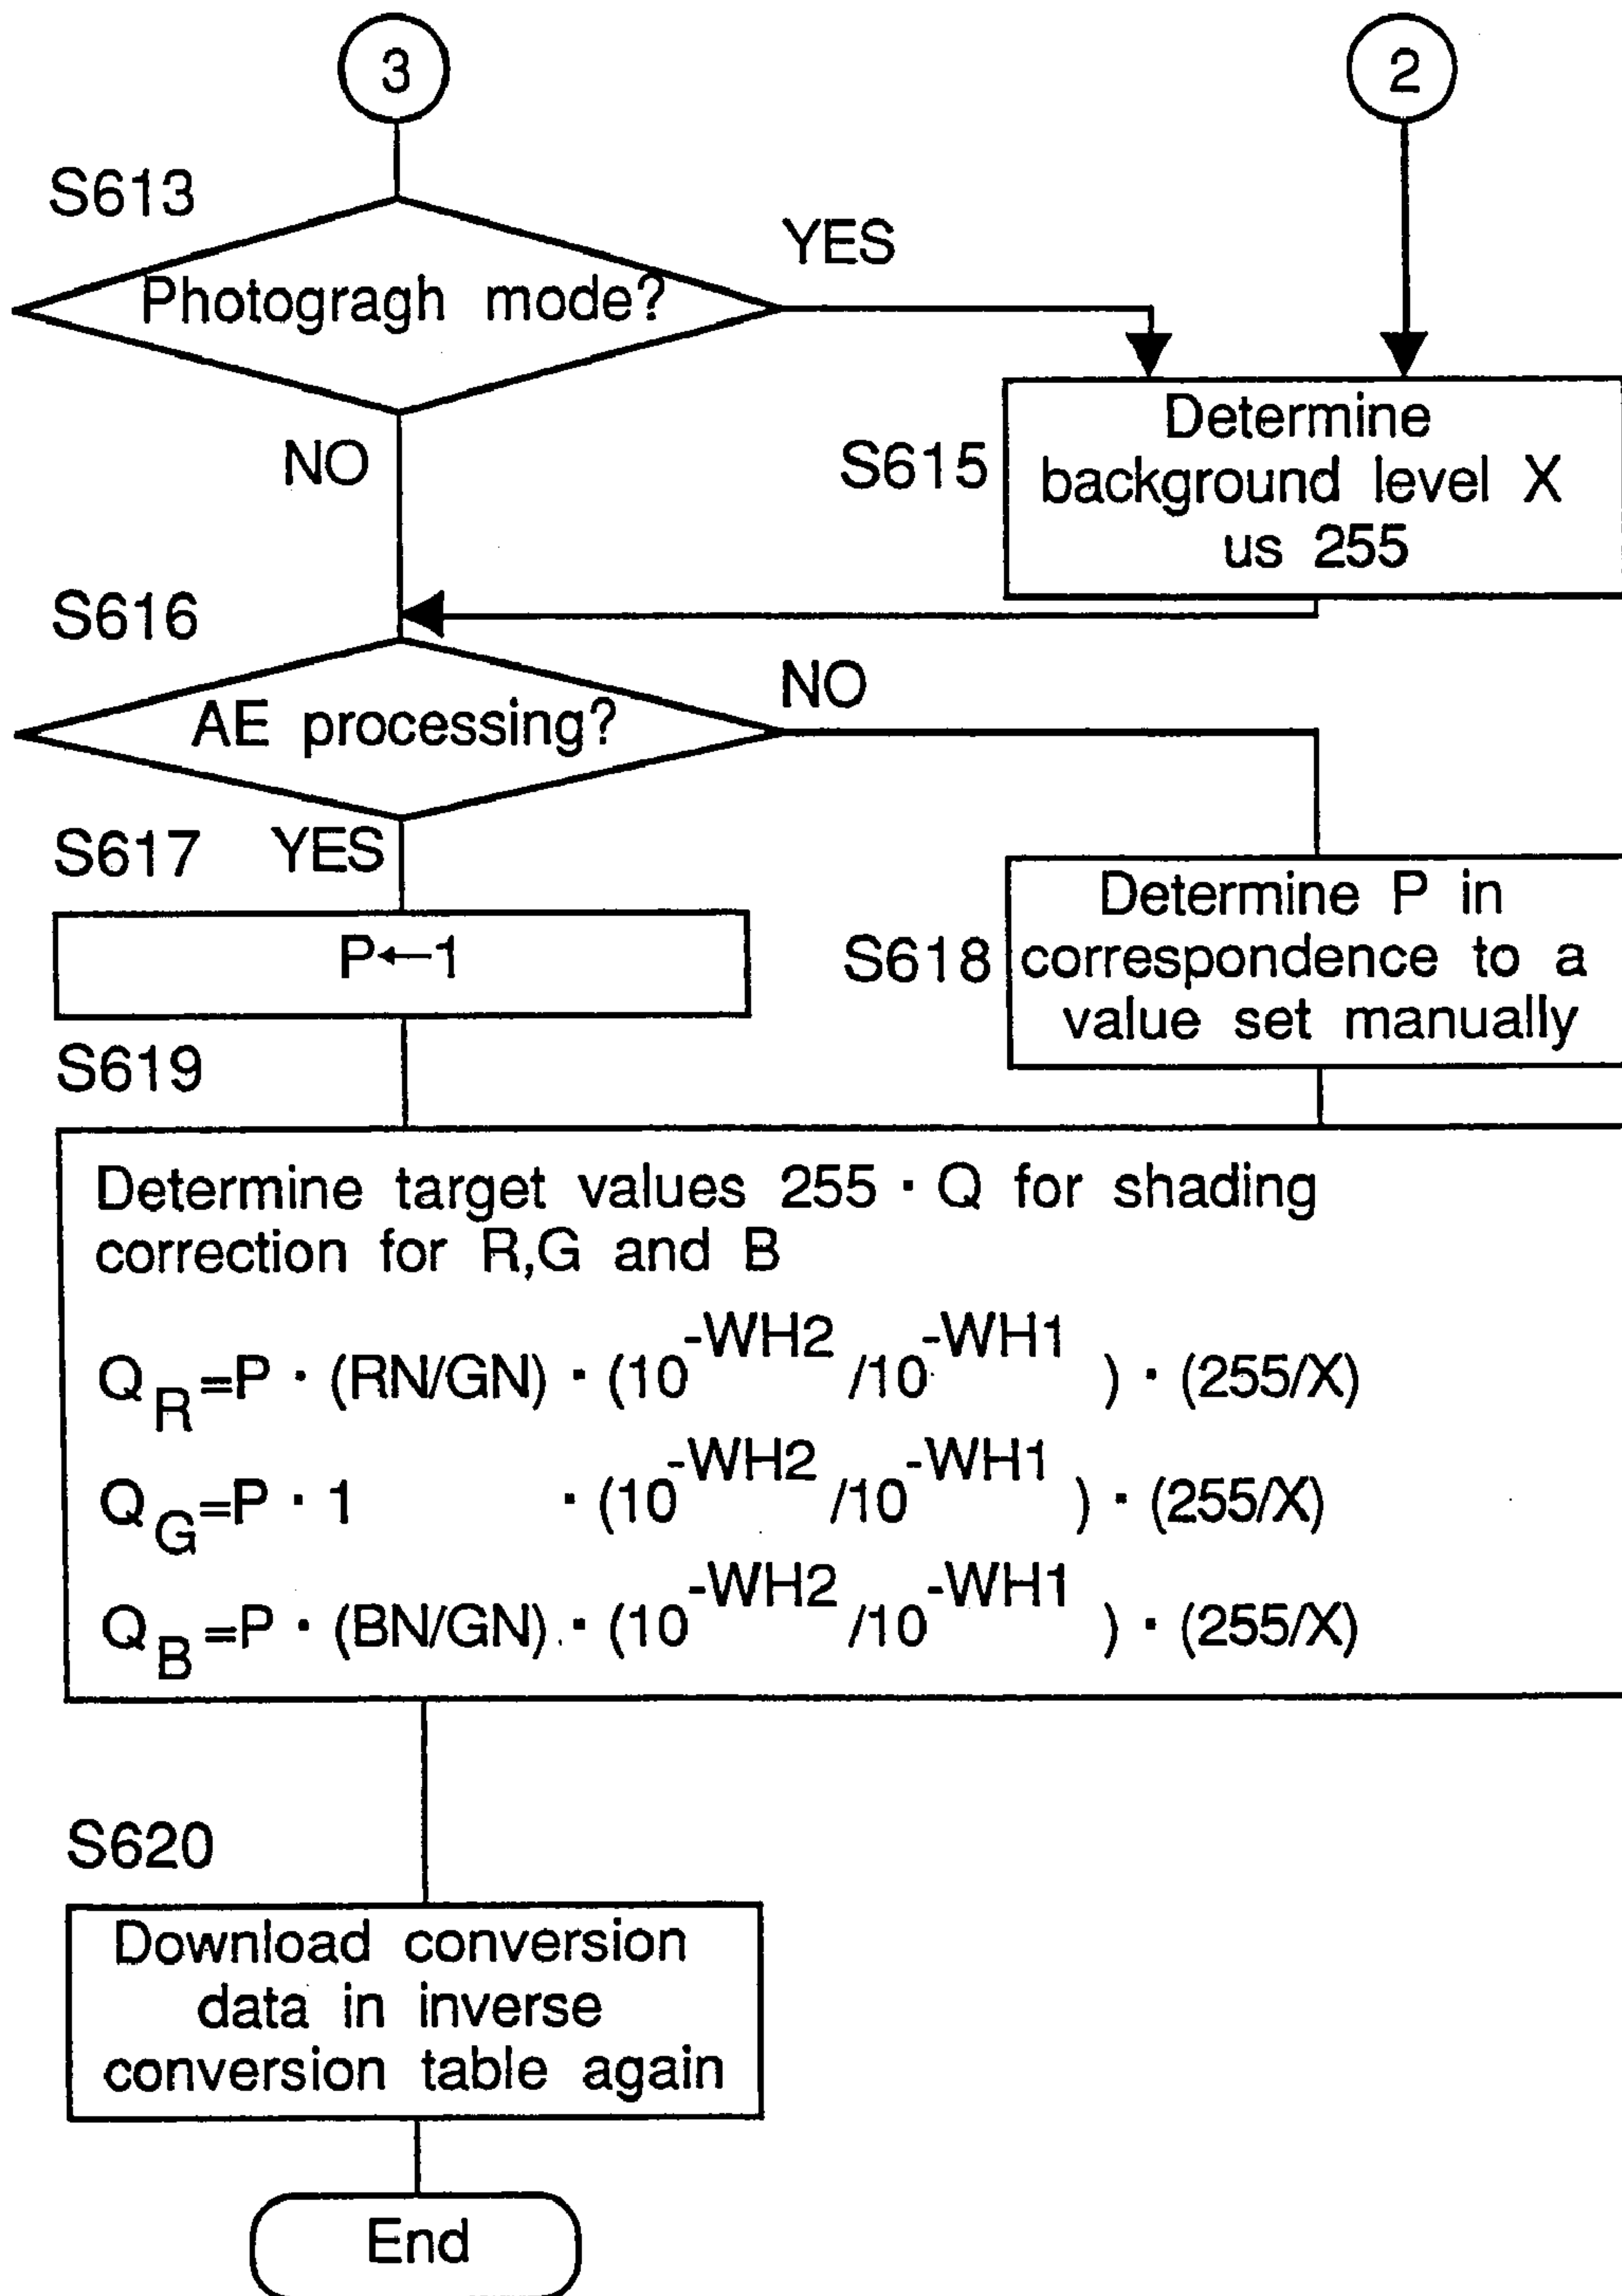 3
2
S613
YES
Photogragh mode?
NO
S615
Determine
background level X
us 255
S616
NO
AE processing?
S617
YES
P←1
S618
Determine P in
correspondence to a
value set manually
S619
Determine target values 255 · Q for shading
correction for R,G and B
Q_R=P · (RN/GN) · (10^-WH2 /10^-WH1 ) · (255/X)
Q_G=P · 1 · (10^-WH2 /10^-WH1 ) · (255/X)
Q_B=P · (BN/GN) · (10^-WH2 /10^-WH1 ) · (255/X)
S620
Download conversion
data in inverse
conversion table again
End